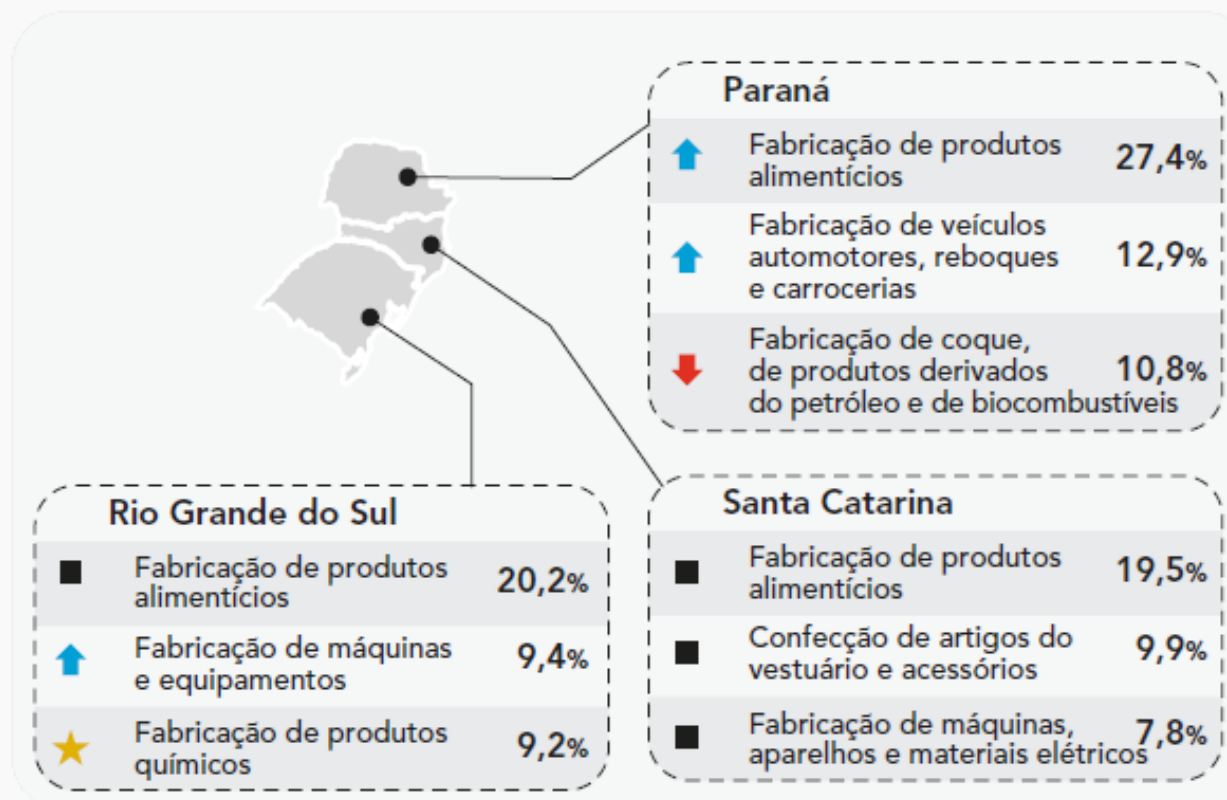 Paraná
Fabricação de produtos
alimentícios
27,4%
Fabricação de veículos
automotores, reboques
e carrocerias
12,9%
Fabricação de coque,
de produtos derivados
do petróleo e de biocombustíveis
10,8%
Rio Grande do Sul
Fabricação de produtos
alimentícios
20,2%
Fabricação de máquinas
e equipamentos
9,4%
Fabricação de produtos
químicos
9,2%
Santa Catarina
Fabricação de produtos
alimentícios
19,5%
Confecção de artigos do
vestuário e acessórios
9,9%
Fabricação de máquinas,
aparelhos e materiais elétricos
7,8%